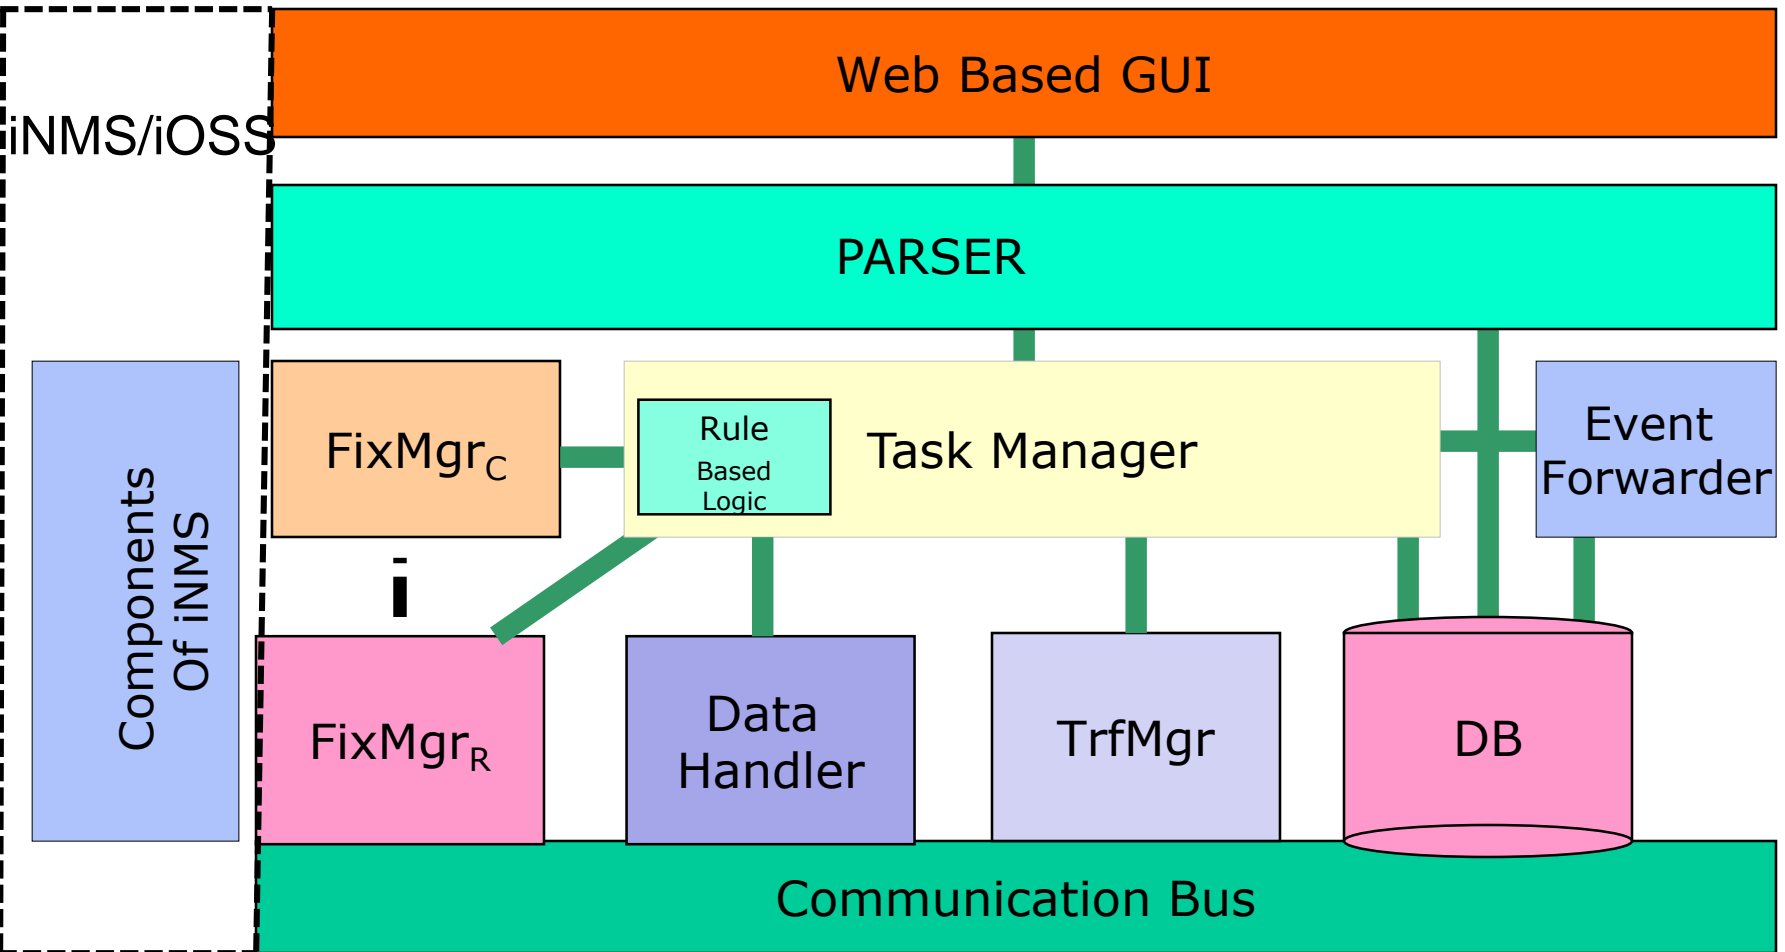 Web Based GUI
iNMS/iOSS
PARSER
Components
Of iNMS
FixMgrC
Rule
Based
Logic
Task Manager
Event
Forwarder
i
FixMgrR
Data
Handler
TrfMgr
DB
Communication Bus